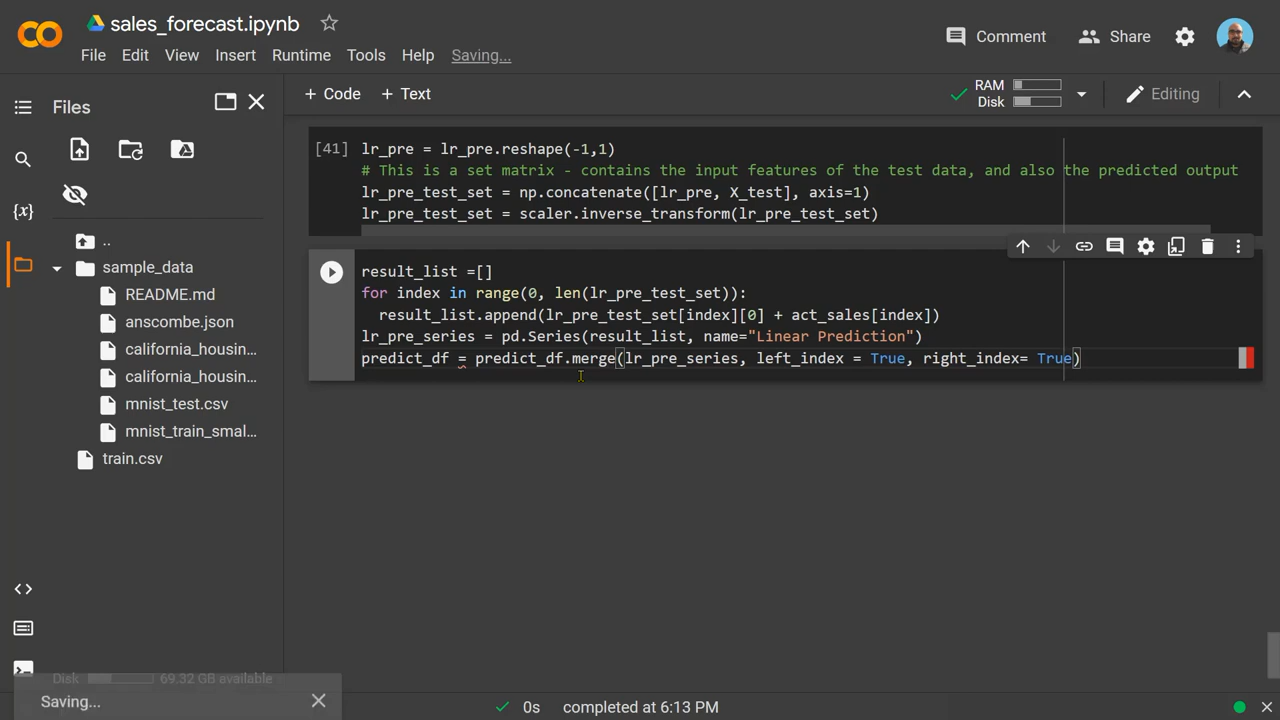 sales_forecast.ipynb
File Edit View Insert Runtime Tools Help Saving...
Comment Share
Files
+ Code + Text
RAM
Disk
Editing
{x}
..
sample_data
README.md
anscombe.json
california_housin...
california_housin...
mnist_test.csv
mnist_train_smal...
train.csv
[41]
lr_pre = lr_pre.reshape(-1,1)
# This is a set matrix - contains the input features of the test data, and also the predicted output
lr_pre_test_set = np.concatenate([lr_pre, X_test], axis=1)
lr_pre_test_set = scaler.inverse_transform(lr_pre_test_set)
result_list =[]
for index in range(0, len(lr_pre_test_set)):
result_list.append(lr_pre_test_set[index][0] + act_sales[index])
lr_pre_series = pd.Series(result_list, name="Linear Prediction")
predict_df = predict_df.merge(lr_pre_series, left_index = True, right_index= True)
Disk 69.32 GB available
Saving...
0s completed at 6:13 PM